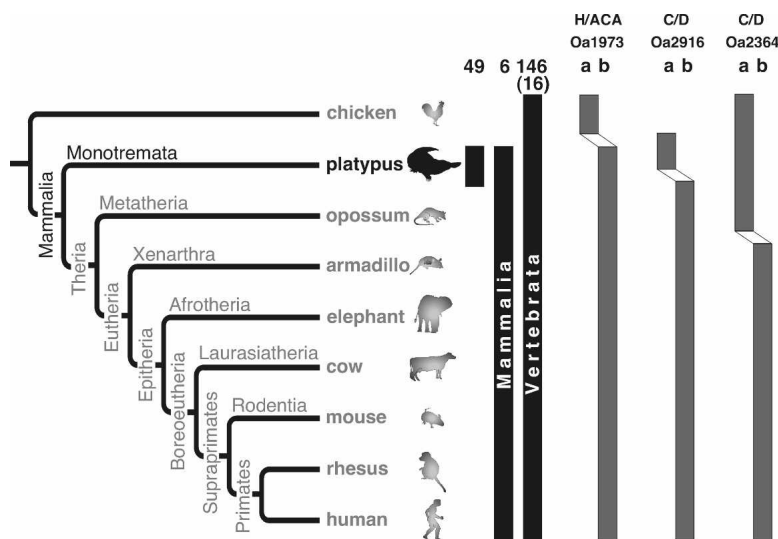 H/ACA C/D C/D
Oa1973 Oa2916 Oa2364
49 6 146 a b a b a b
(16)
chicken
Monotremata
platypus
Mammalia
Metatheria
opossum
Theria
Xenarthra
armadillo
Eutheria
Afrotheria
elephant
Epitheria
Laurasiatheria
cow
Boreoeutheria
Rodentia
mouse
Supraprimates
rhesus
Primates
human
Mammalia
Vertebrata